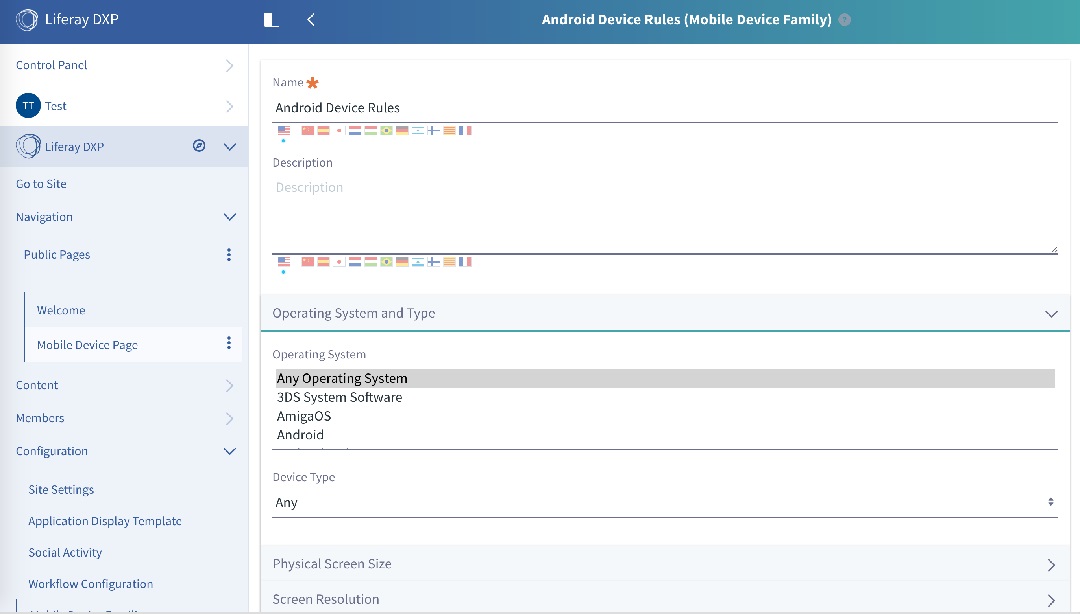 Liferay DXP
Android Device Rules (Mobile Device Family) ?
Control Panel
TT Test
Liferay DXP
Go to Site
Navigation
Public Pages
Welcome
Mobile Device Page
Content
Members
Configuration
Site Settings
Application Display Template
Social Activity
Workflow Configuration
Name
Android Device Rules
Description
Description
Operating System and Type
Operating System
Any Operating System
3DS System Software
AmigaOS
Android
Device Type
Any
Physical Screen Size
Screen Resolution